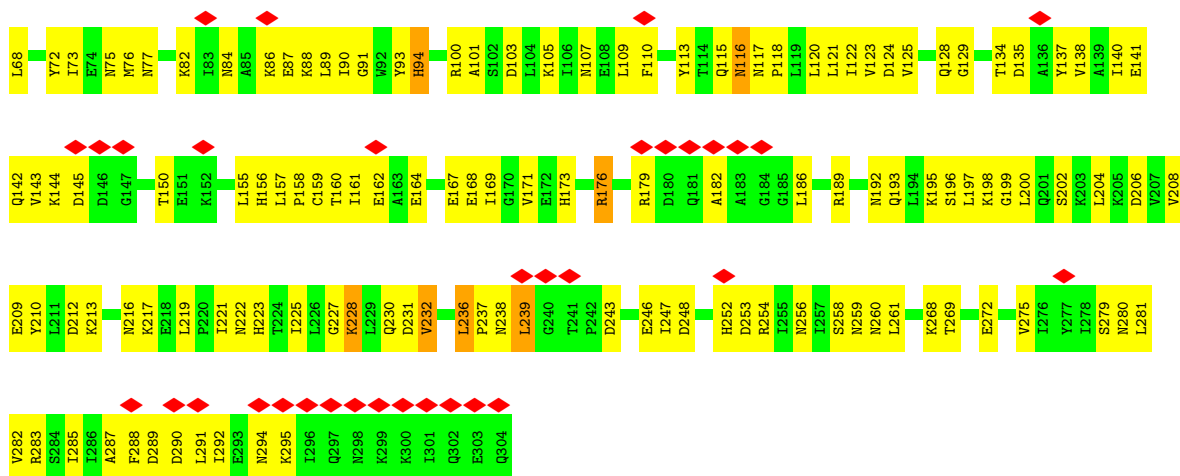 L68 Y72 I73 E74 N75 M76 N77 K82 I83 N84 A85 K86 E87 K88 L89 I90 G91 W92 Y93 H94 R100 A101 S102 D103 L104 K105 I106 N107 E108 L109 F110 Y113 T114 Q115 N116 N117 P118 L119 L120 L121 I122 V123 D124 V125 Q128 G129 T134 D135 A136 Y137 V138 A139 I140 E141
Q142 V143 K144 D145 D146 G147 T150 E151 K152 L155 H156 L157 P158 C159 T160 I161 E162 A163 E164 E167 E168 I169 G170 V171 E172 H173 R176 R179 D180 Q181 A182 A183 G184 G185 L186 R189 N192 Q193 L194 K195 S196 L197 K198 G199 L200 Q201 S202 K203 L204 K205 D206 V207 V208
E209 Y210 L211 D212 K213 N216 K217 E218 L219 P220 I221 N222 H223 T224 I225 L226 G227 K228 L229 Q230 D231 V232 L236 P237 N238 L239 G240 T241 P242 D243 E246 I247 D248 H252 D253 R254 I255 N256 I257 S258 N259 N260 L261 K268 T269 E272 V275 I276 Y277 I278 S279 N280 L281
V282 R283 S284 I285 I286 A287 F288 D289 D290 L291 I292 E293 N294 K295 I296 Q297 N298 K299 K300 I301 Q302 E303 Q304